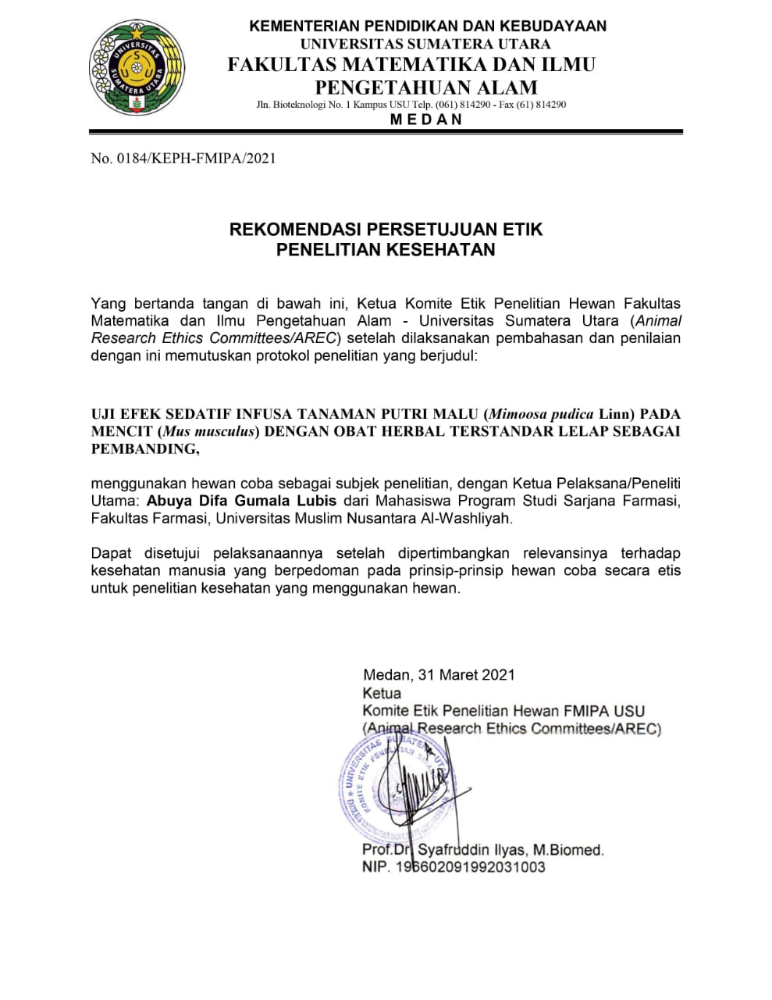 KEMENTERIAN PENDIDIKAN DAN KEBUDAYAAN
UNIVERSITAS SUMATERA UTARA
FAKULTAS MATEMATIKA DAN ILMU
PENGETAHUAN ALAM
Jln. Bioteknologi No. 1 Kampus USU Telp. (061) 814290 - Fax (61) 814290
M E D A N
UNIVERSITAS
SUMATERA UTARA
USU
No. 0184/KEPH-FMIPA/2021
REKOMENDASI PERSETUJUAN ETIK
PENELITIAN KESEHATAN
Yang bertanda tangan di bawah ini, Ketua Komite Etik Penelitian Hewan Fakultas
Matematika dan Ilmu Pengetahuan Alam - Universitas Sumatera Utara (Animal
Research Ethics Committees/AREC) setelah dilaksanakan pembahasan dan penilaian
dengan ini memutuskan protokol penelitian yang berjudul:
UJI EFEK SEDATIF INFUSA TANAMAN PUTRI MALU (Mimoosa pudica Linn) PADA
MENCIT (Mus musculus) DENGAN OBAT HERBAL TERSTANDAR LELAP SEBAGAI
PEMBANDING,
menggunakan hewan coba sebagai subjek penelitian, dengan Ketua Pelaksana/Peneliti
Utama: Abuya Difa Gumala Lubis dari Mahasiswa Program Studi Sarjana Farmasi,
Fakultas Farmasi, Universitas Muslim Nusantara Al-Washliyah.
Dapat disetujui pelaksanaannya setelah dipertimbangkan relevansinya terhadap
kesehatan manusia yang berpedoman pada prinsip-prinsip hewan coba secara etis
untuk penelitian kesehatan yang menggunakan hewan.
Medan, 31 Maret 2021
Ketua
Komite Etik Penelitian Hewan FMIPA USU
(Animal Research Ethics Committees/AREC)
UNIVERSITAS SUMATERA UTARA
KOMITE ETIK PENELITIAN
Prof.Dr. Syafruddin Ilyas, M.Biomed.
NIP. 196602091992031003